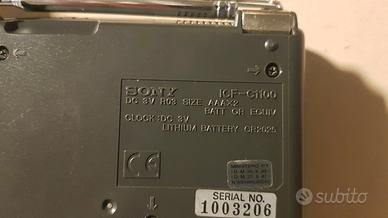 SONY ICF-C1100
DC 3V R03 SIZE AAAX2
BATT OR EQUIV
CLOCK:DC 3V
LITHIUM BATTERY CR2025
CE
SERIAL NO.
1003206
subito